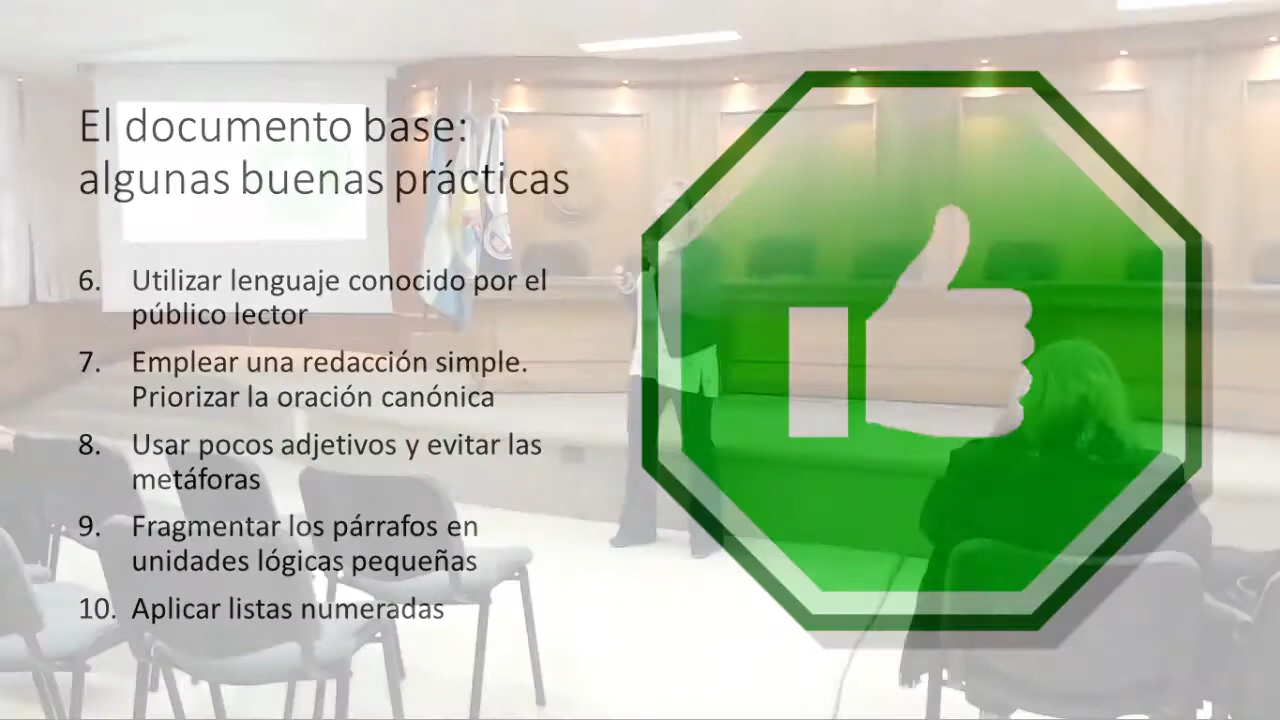 El documento base:
algunas buenas prácticas
6. Utilizar lenguaje conocido por el
público lector
7. Emplear una redacción simple.
Priorizar la oración canónica
8. Usar pocos adjetivos y evitar las
metáforas
9. Fragmentar los párrafos en
unidades lógicas pequeñas
10. Aplicar listas numeradas